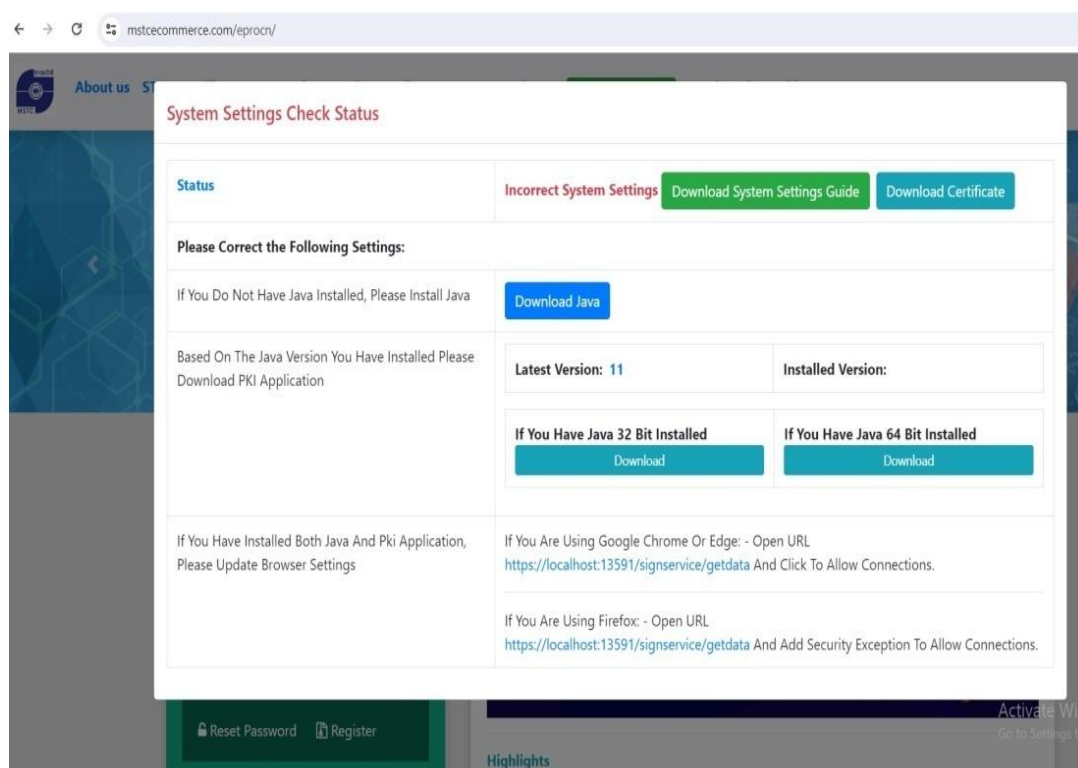 mstcecommerce.com/eprocn/
About us ST
MSTC
System Settings Check Status
Status
Incorrect System Settings Download System Settings Guide Download Certificate
Please Correct the Following Settings:
If You Do Not Have Java Installed, Please Install Java
Download Java
Based On The Java Version You Have Installed Please
Download PKI Application
Latest Version: 11
Installed Version:
If You Have Java 32 Bit Installed
Download
If You Have Java 64 Bit Installed
Download
If You Have Installed Both Java And Pki Application,
Please Update Browser Settings
If You Are Using Google Chrome Or Edge: - Open URL
https://localhost:13591/signservice/getdata And Click To Allow Connections.
If You Are Using Firefox: - Open URL
https://localhost:13591/signservice/getdata And Add Security Exception To Allow Connections.
Reset Password Register
Highlights
Activate Wi
Go to Settings t